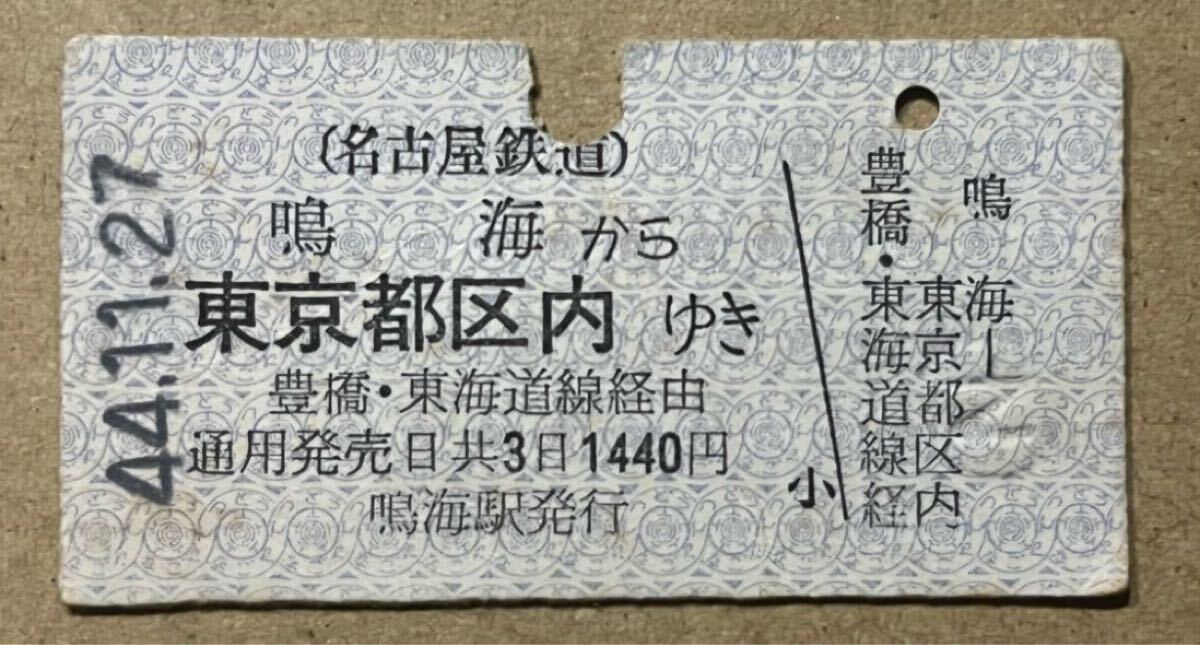 44.11.27
(名古屋鉄道)
鳴海から
東京都区内ゆき
豊橋・東海道線経由
通用発売日共3日1440円
鳴海駅発行
小
鳴海
東京都区内
豊橋・東海道線経